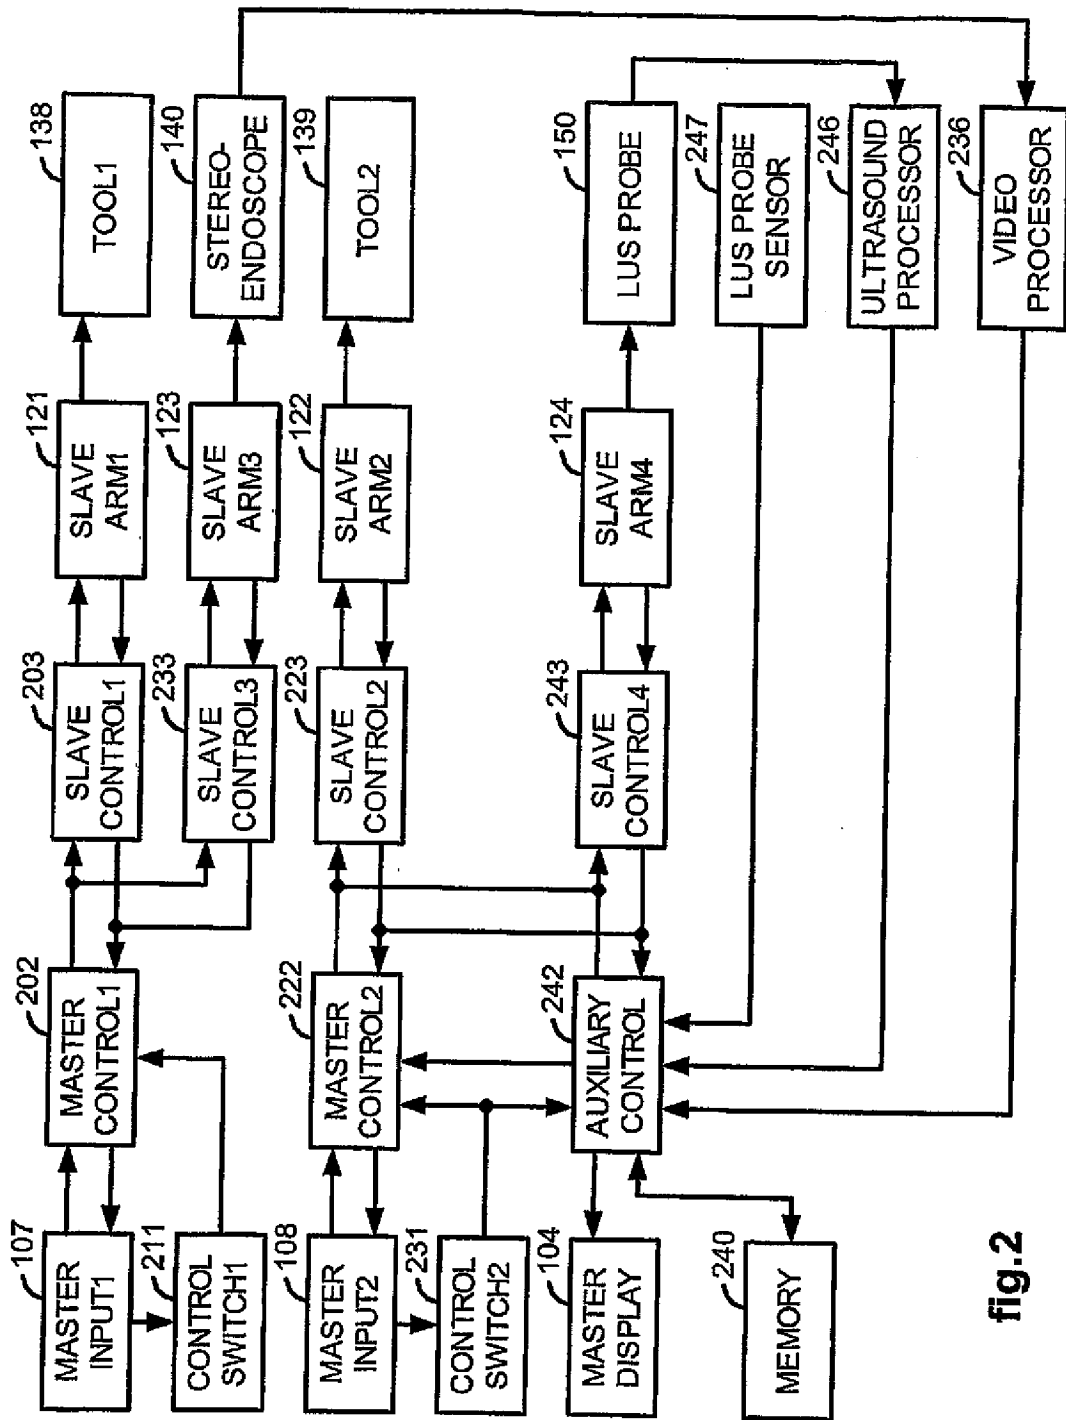 107
MASTER
INPUT1
211
CONTROL
SWITCH1
202
MASTER
CONTROL1
203
SLAVE
CONTROL1
233
SLAVE
CONTROL3
121
SLAVE
ARM1
123
SLAVE
ARM3
138
TOOL1
140
STEREO-
ENDOSCOPE
108
MASTER
INPUT2
231
CONTROL
SWITCH2
222
MASTER
CONTROL2
223
SLAVE
CONTROL2
122
SLAVE
ARM2
139
TOOL2
104
MASTER
DISPLAY
240
MEMORY
242
AUXILIARY
CONTROL
243
SLAVE
CONTROL4
124
SLAVE
ARM4
150
LUS PROBE
247
LUS PROBE
SENSOR
246
ULTRASOUND
PROCESSOR
236
VIDEO
PROCESSOR
fig.2